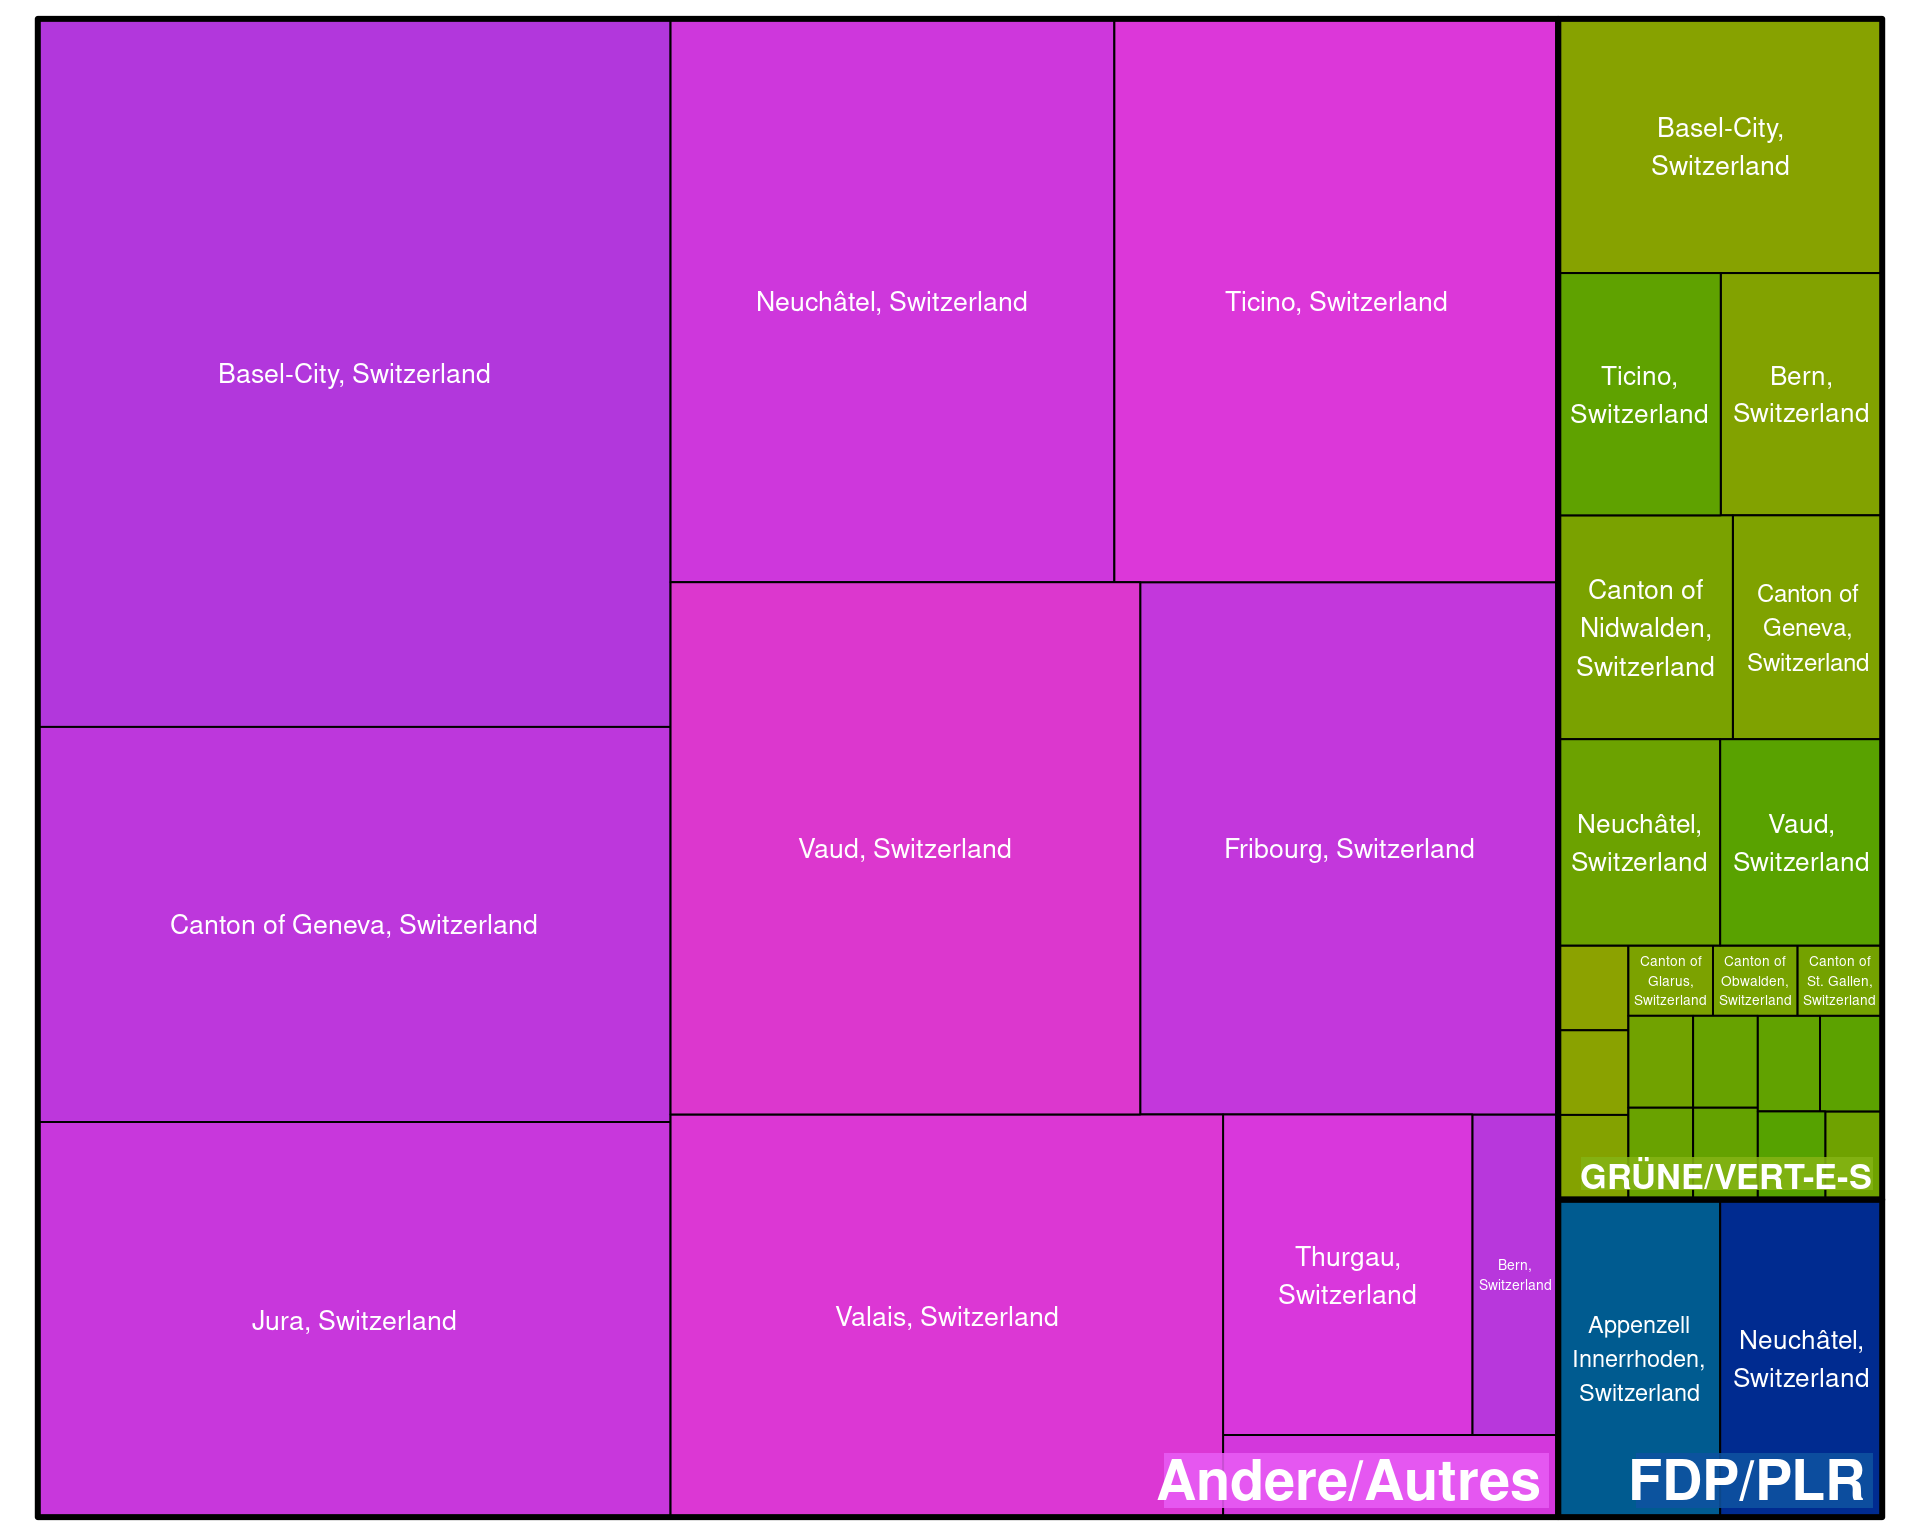 Basel-City, Switzerland
Canton of Geneva, Switzerland
Jura, Switzerland
Neuchâtel, Switzerland
Ticino, Switzerland
Vaud, Switzerland
Fribourg, Switzerland
Valais, Switzerland
Thurgau,
Switzerland
Bern,
Switzerland
Andere/Autres
Basel-City,
Switzerland
Ticino,
Switzerland
Bern,
Switzerland
Canton of
Nidwalden,
Switzerland
Canton of
Geneva,
Switzerland
Neuchâtel,
Switzerland
Vaud,
Switzerland
Canton of
Glarus,
Switzerland
Canton of
Obwalden,
Switzerland
Canton of
St. Gallen,
Switzerland
GRÜNE/VERT-E-S
Appenzell
Innerrhoden,
Switzerland
Neuchâtel,
Switzerland
FDP/PLR